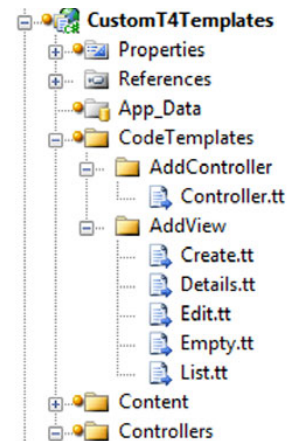 CustomT4Templates
Properties
References
App_Data
CodeTemplates
AddController
Controller.tt
AddView
Create.tt
Details.tt
Edit.tt
Empty.tt
List.tt
Content
Controllers